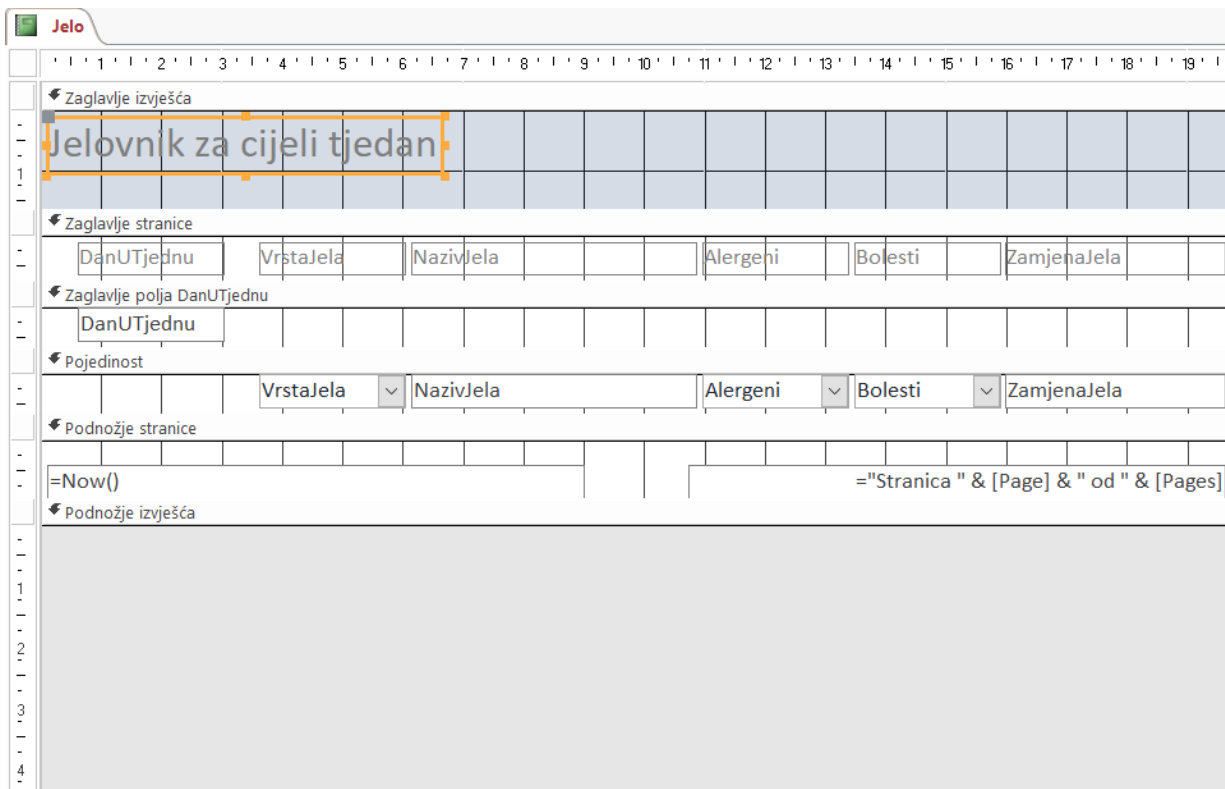 Jelo
1 2 3 4 5 6 7 8 9 10 11 12 13 14 15 16 17 18 19
Zaglavlje izvješća
Jelovnik za cijeli tjedan
1
Zaglavlje stranice
DanUTjednu VrstaJela NazivJela Alergeni Bolesti ZamjenaJela
Zaglavlje polja DanUTjednu
DanUTjednu
Pojedinost
VrstaJela NazivJela Alergeni Bolesti ZamjenaJela
Podnožje stranice
=Now() ="Stranica " & [Page] & " od " & [Pages]
Podnožje izvješća
1
2
3
4